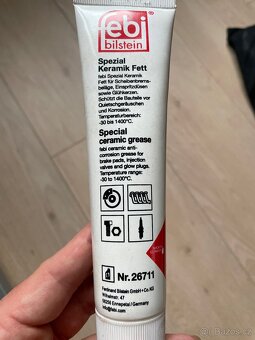 febi
bilstein
Spezial
Keramik Fett
febi Spezial Keramik
Fett für Scheibenbrems-
beläge, Einspritzdüsen
sowie Glühkerzen.
Schützt die Bauteile vor
Quietschgeräuschen
und Korrosion.
Temperaturbereich:
-30 bis 1400°C.
Special
ceramic grease
febi ceramic anti-
corrosion grease for
brake pads, injection
valves and glow plugs.
Temperature range:
-30 to 1400°C.
Nr. 26711
Ferdinand Bilstein GmbH + Co. KG
Wilhelmstr. 47
58256 Ennepetal / Germany
info@febi.com